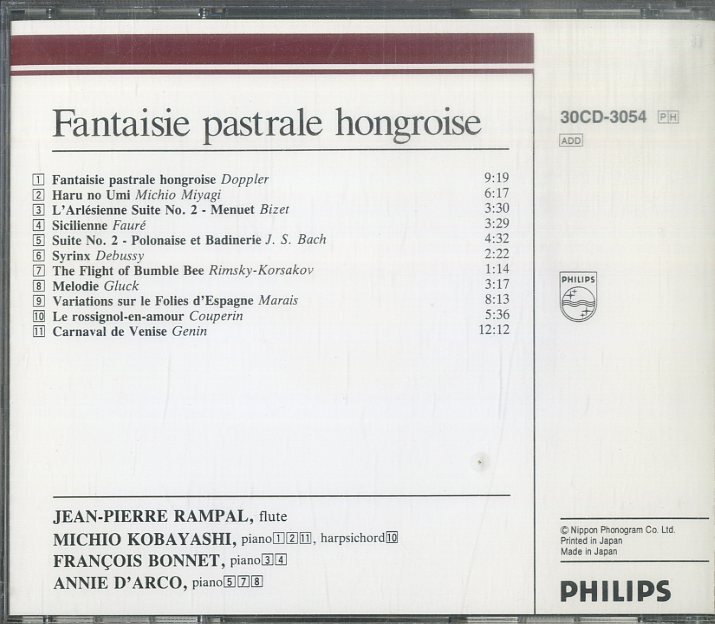 Fantaisie pastrale hongroise
1 Fantaisie pastrale hongroise Doppler 9:19
2 Haru no Umi Michio Miyagi 6:17
3 L'Arlésienne Suite No. 2 - Menuet Bizet 3:30
4 Sicilienne Fauré 3:29
5 Suite No. 2 - Polonaise et Badinerie J. S. Bach 4:32
6 Syrinx Debussy 2:22
7 The Flight of Bumble Bee Rimsky-Korsakov 1:14
8 Melodie Gluck 3:17
9 Variations sur le Folies d'Espagne Marais 8:13
10 Le rossignol-en-amour Couperin 5:36
11 Carnaval de Venise Genin 12:12
JEAN-PIERRE RAMPAL, flute
MICHIO KOBAYASHI, piano 1 2 11, harpsichord 10
FRANÇOIS BONNET, piano 3 4
ANNIE D'ARCO, piano 5 7 8
30CD-3054 PH
ADD
PHILIPS
© Nippon Phonogram Co. Ltd.
Printed in Japan
Made in Japan
PHILIPS